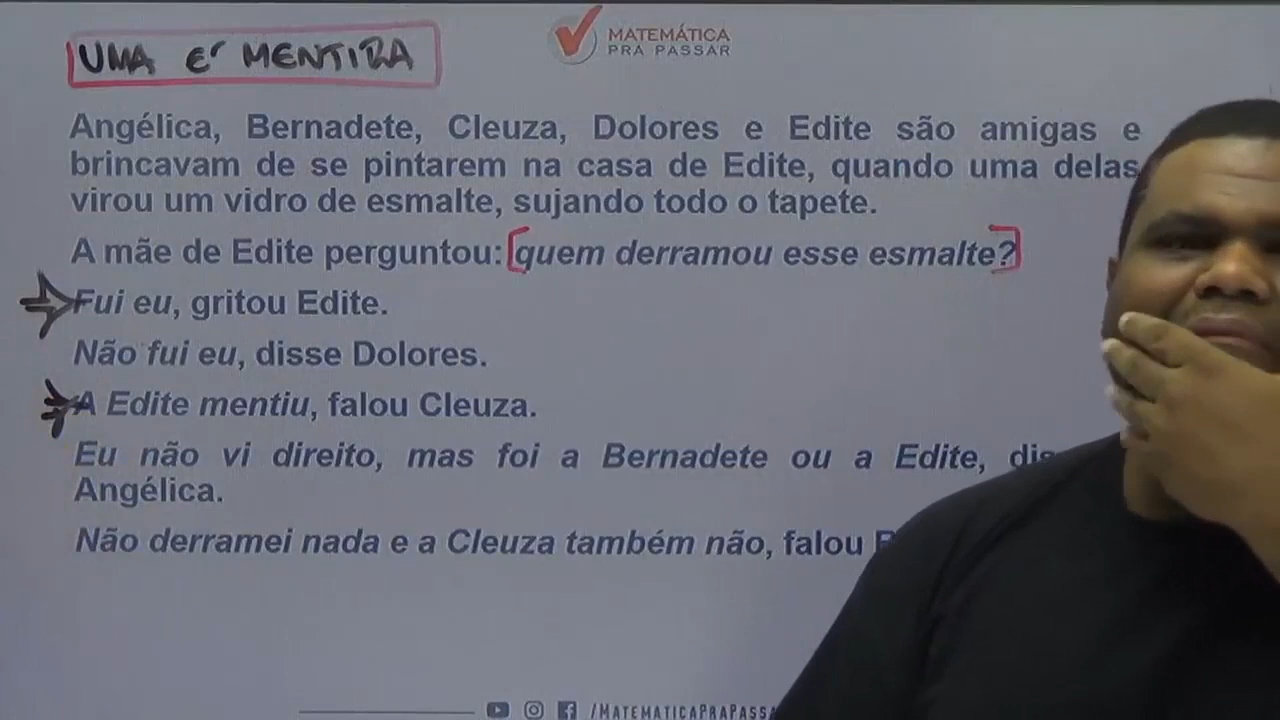 UMA É MENTIRA
MATEMÁTICA
PRA PASSAR
Angélica, Bernadete, Cleuza, Dolores e Edite são amigas e
brincavam de se pintarem na casa de Edite, quando uma delas
virou um vidro de esmalte, sujando todo o tapete.
A mãe de Edite perguntou: quem derramou esse esmalte?
Fui eu, gritou Edite.
Não fui eu, disse Dolores.
A Edite mentiu, falou Cleuza.
Eu não vi direito, mas foi a Bernadete ou a Edite,
Angélica.
Não derramei nada e a Cleuza também não, falou